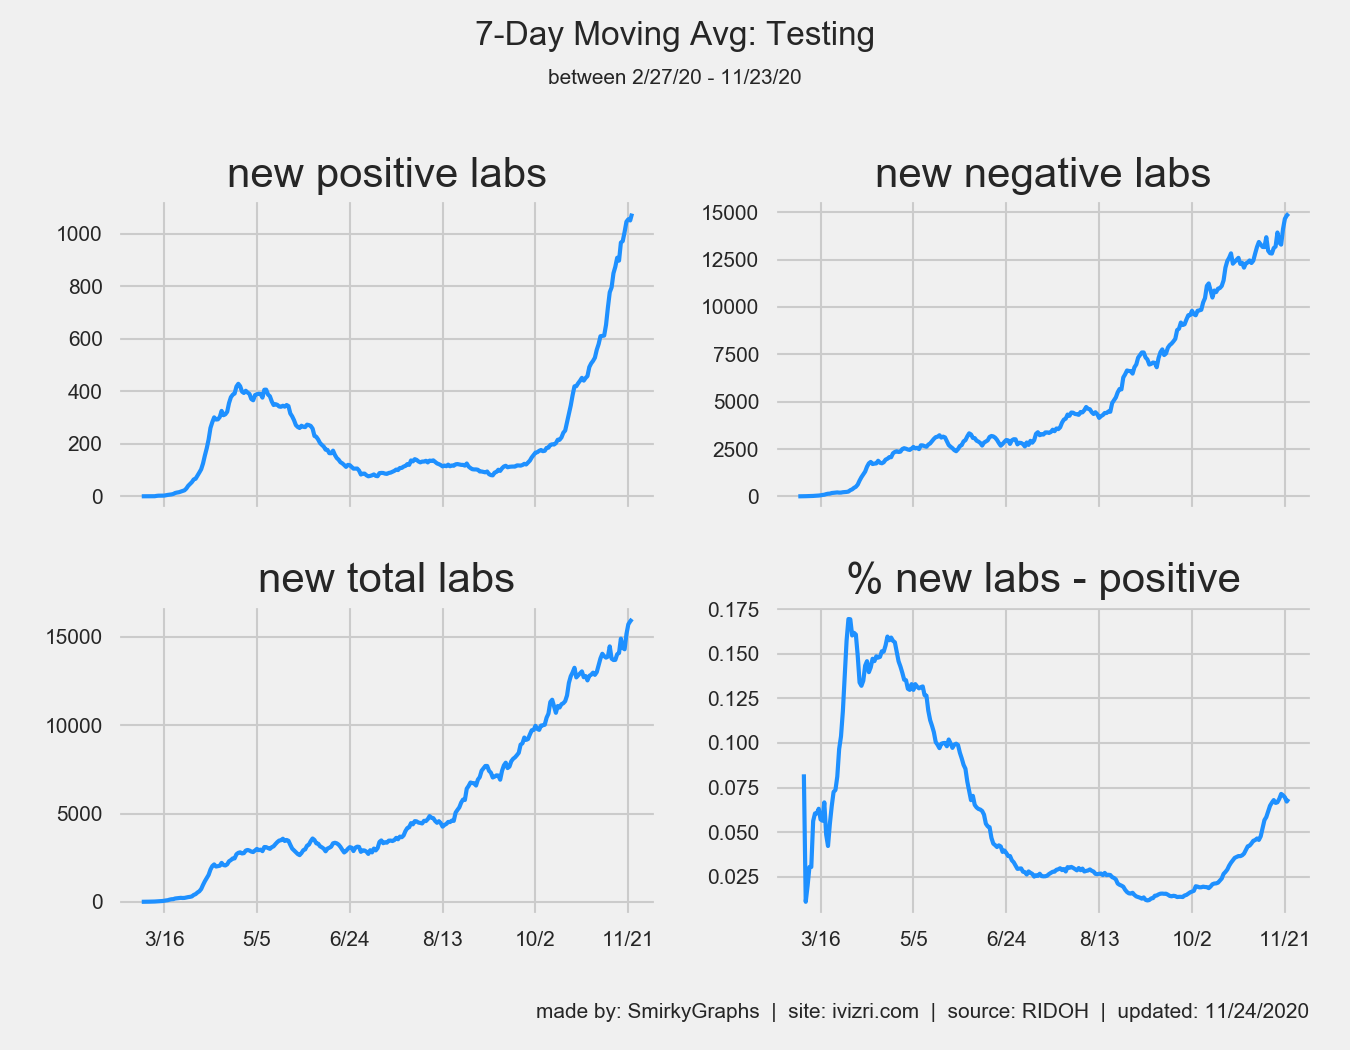 7-Day Moving Avg: Testing
between 2/27/20 - 11/23/20
new positive labs
1000
800
600
400
200
0
new negative labs
15000
12500
10000
7500
5000
2500
0
new total labs
15000
10000
5000
0
3/16 5/5 6/24 8/13 10/2 11/21
% new labs - positive
0.175
0.150
0.125
0.100
0.075
0.050
0.025
3/16 5/5 6/24 8/13 10/2 11/21
made by: SmirkyGraphs | site: ivizri.com | source: RIDOH | updated: 11/24/2020